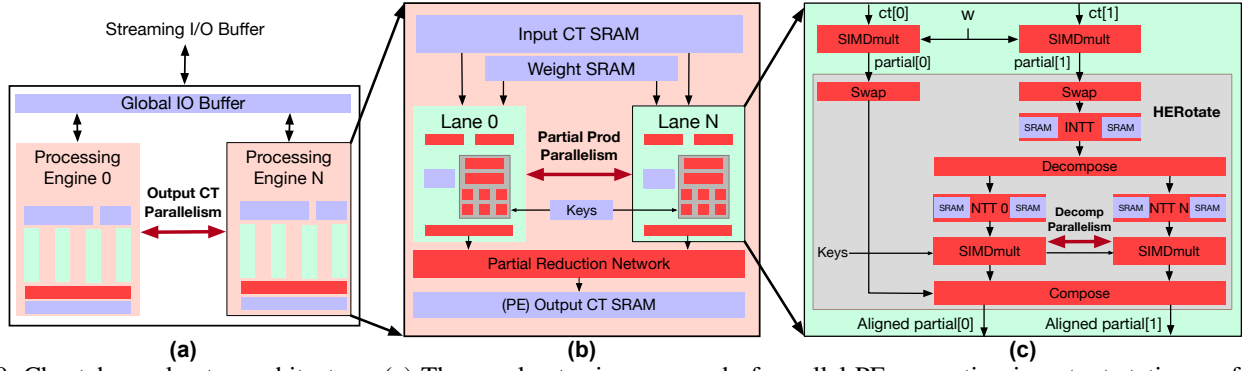 Streaming I/O Buffer
Global IO Buffer
Processing
Engine 0
Output CT
Parallelism
Processing
Engine N
(a)
Input CT SRAM
Weight SRAM
Lane 0
Partial Prod
Parallelism
Lane N
Keys
Partial Reduction Network
(PE) Output CT SRAM
(b)
ct[0]
w
ct[1]
SIMDmult
SIMDmult
partial[0]
partial[1]
Swap
Swap
HERotate
SRAM
INTT
SRAM
Decompose
SRAM
NTT 0
SRAM
Decomp
Parallelism
SRAM
NTT N
SRAM
Keys
SIMDmult
SIMDmult
Compose
Aligned partial[0]
Aligned partial[1]
(c)